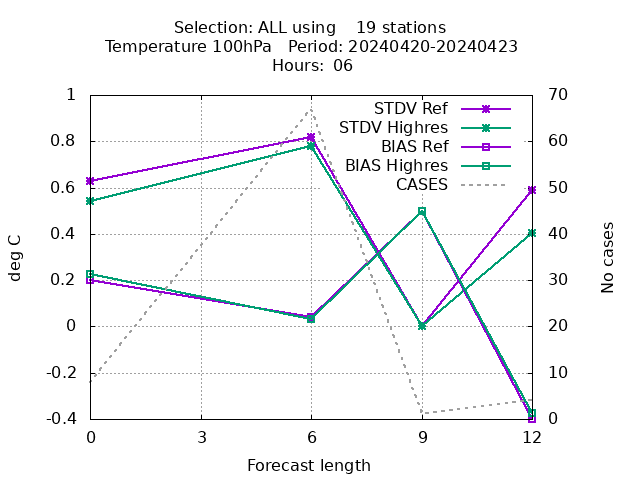 Selection: ALL using    19 stations
Temperature 100hPa   Period: 20240420-20240423
Hours:  06
1
0.8
0.6
0.4
0.2
0
-0.2
-0.4
deg C
70
60
50
40
30
20
10
0
No cases
STDV Ref
STDV Highres
BIAS Ref
BIAS Highres
CASES
0 3 6 9 12
Forecast length